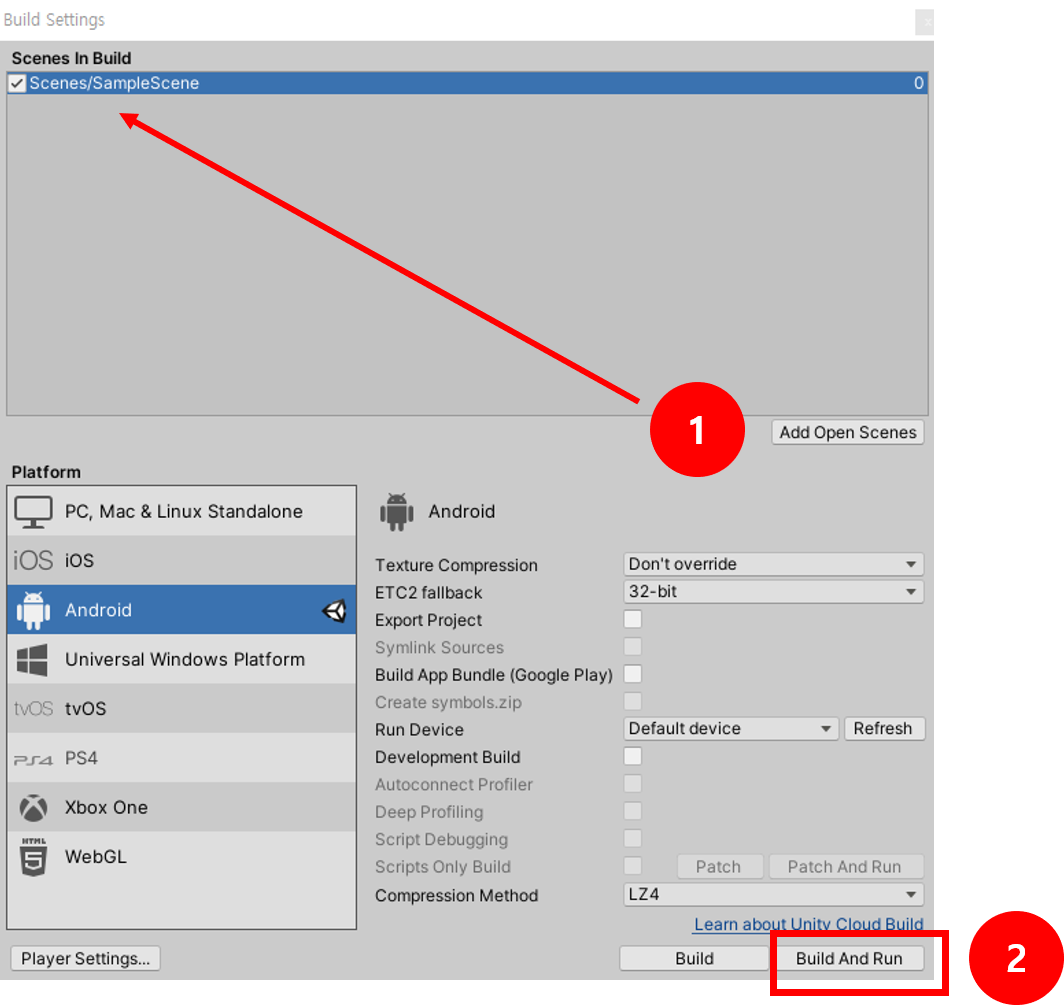 Build Settings
x
Scenes In Build
Scenes/SampleScene 0
1
Add Open Scenes
Platform
PC, Mac & Linux Standalone
iOS iOS
Android
Universal Windows Platform
tvOS tvOS
PS4 PS4
Xbox One
HTML 5 WebGL
Android
Texture Compression Don't override
ETC2 fallback 32-bit
Export Project
Symlink Sources
Build App Bundle (Google Play)
Create symbols.zip
Run Device Default device Refresh
Development Build
Autoconnect Profiler
Deep Profiling
Script Debugging
Scripts Only Build Patch Patch And Run
Compression Method LZ4
Learn about Unity Cloud Build
Player Settings... Build Build And Run
2